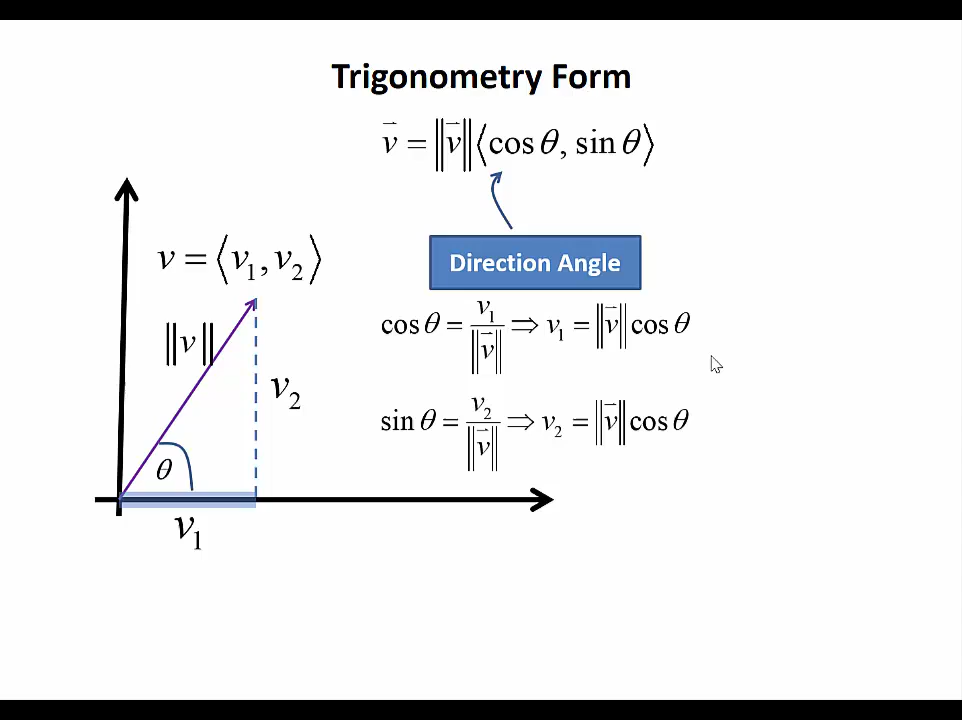 Trigonometry Form
v⃗ = ‖v⃗‖⟨cos θ, sin θ⟩
v = ⟨v₁, v₂⟩
Direction Angle
‖v‖
cos θ = v₁/‖v⃗‖ ⇒ v₁ = ‖v⃗‖ cos θ
v₂
sin θ = v₂/‖v⃗‖ ⇒ v₂ = ‖v⃗‖ cos θ
θ
v₁